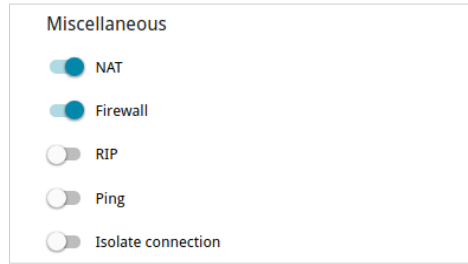 Miscellaneous
NAT
Firewall
RIP
Ping
Isolate connection